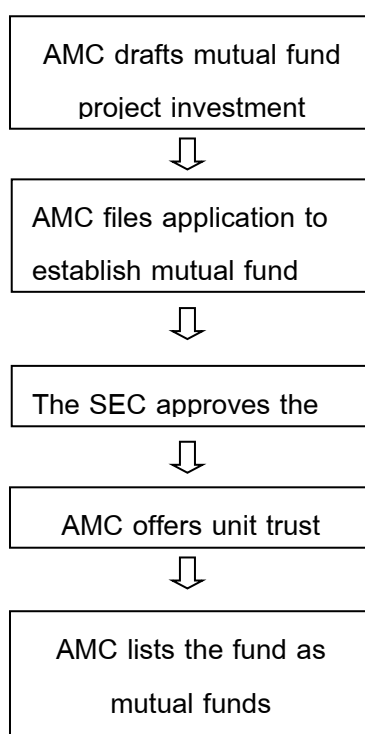 AMC drafts mutual fund
project investment
AMC files application to
establish mutual fund
The SEC approves the
AMC offers unit trust
AMC lists the fund as
mutual funds